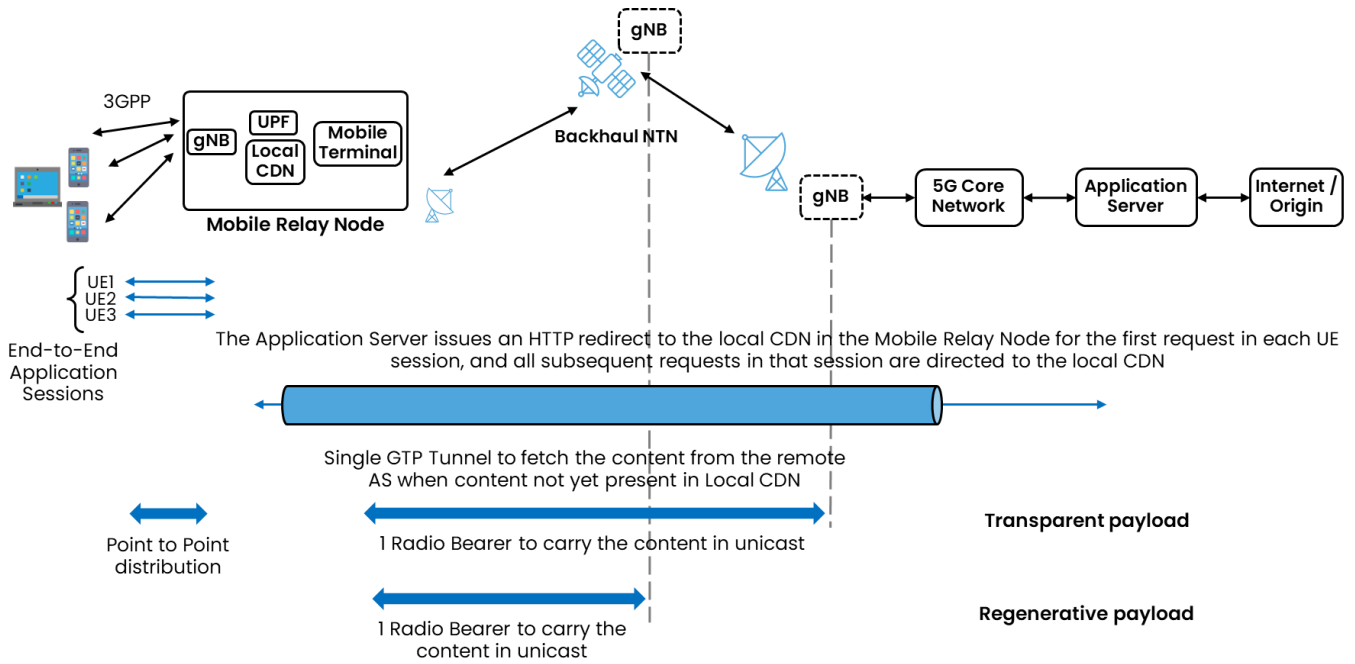 gNB
3GPP
gNB
UPF
Local
CDN
Mobile
Terminal
Mobile Relay Node
Backhaul NTN
gNB
5G Core
Network
Application
Server
Internet /
Origin
UE1
UE2
UE3
End-to-End
Application
Sessions
The Application Server issues an HTTP redirect to the local CDN in the Mobile Relay Node for the first request in each UE
session, and all subsequent requests in that session are directed to the local CDN
Single GTP Tunnel to fetch the content from the remote
AS when content not yet present in Local CDN
Point to Point
distribution
1 Radio Bearer to carry the content in unicast
Transparent payload
1 Radio Bearer to carry the
content in unicast
Regenerative payload